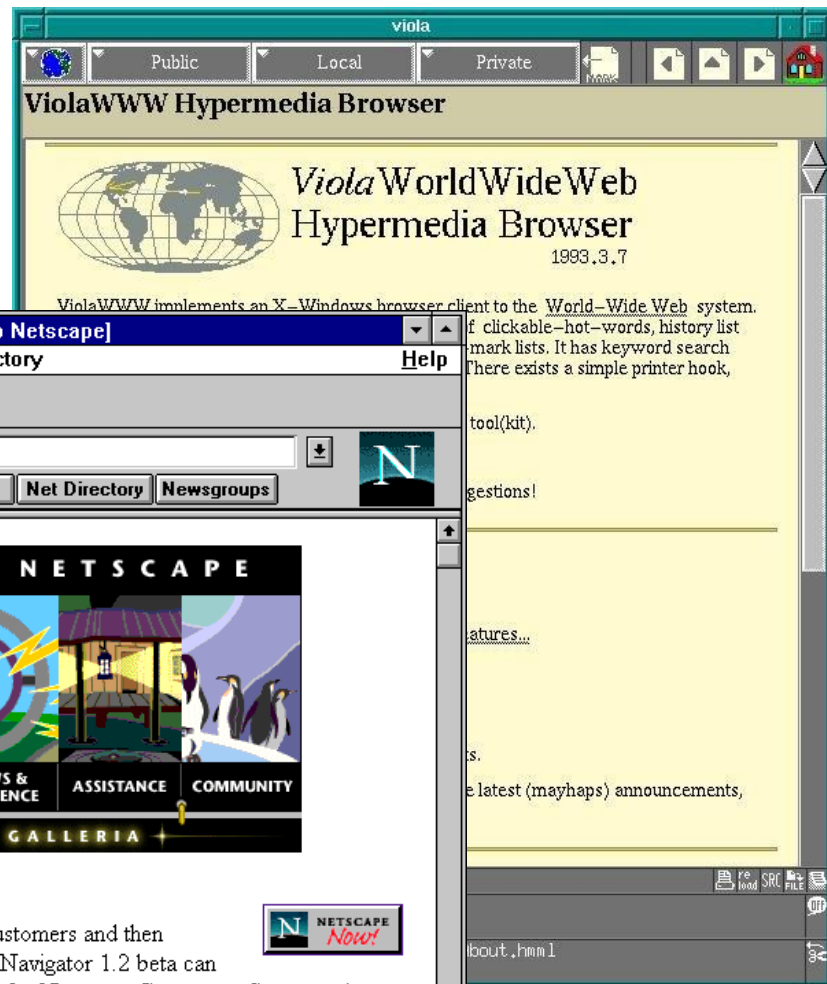 viola
Public Local Private MARK
ViolaWWW Hypermedia Browser
Viola WorldWideWeb
Hypermedia Browser
1993.3.7
ViolaWWW implements an X-Windows browser client to the World-Wide Web system.
f clickable-hot-words, history list
-mark lists. It has keyword search
There exists a simple printer hook,
tool(kit).
gestions!
atures...
s.
e latest (mayhaps) announcements,
re
load SRC FILE
Off
bout.hmml
Netscape]
ctory Help
N
Net Directory Newsgroups
NETSCAPE
S &
ENCE ASSISTANCE COMMUNITY
GALLERIA
N NETSCAPE
Now!
ustomers and then
Navigator 1.2 beta can